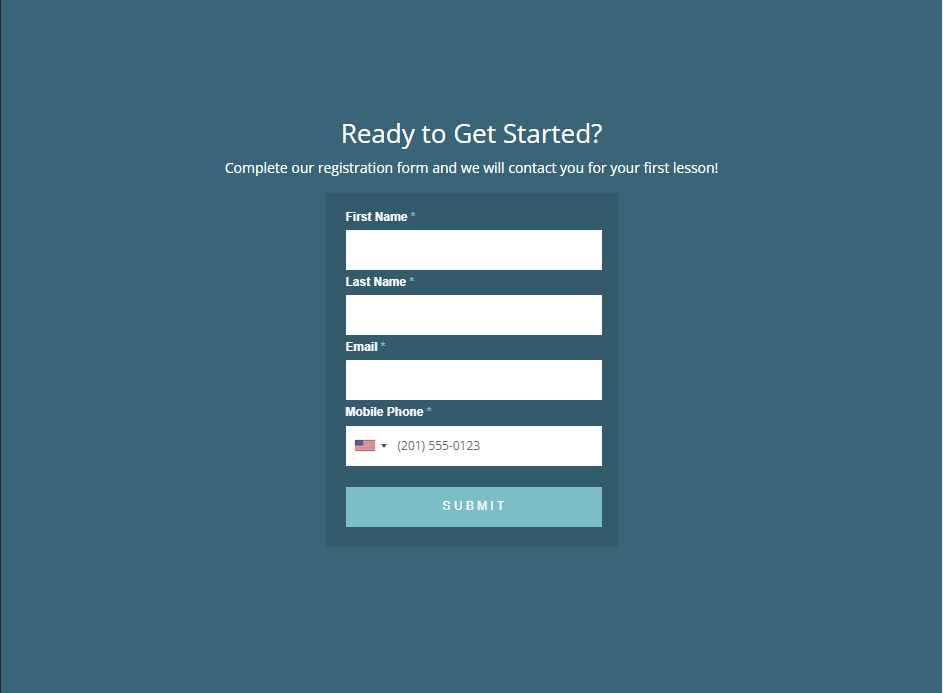 Ready to Get Started?
Complete our registration form and we will contact you for your first lesson!
First Name *
Last Name *
Email *
Mobile Phone *
(201) 555-0123
SUBMIT